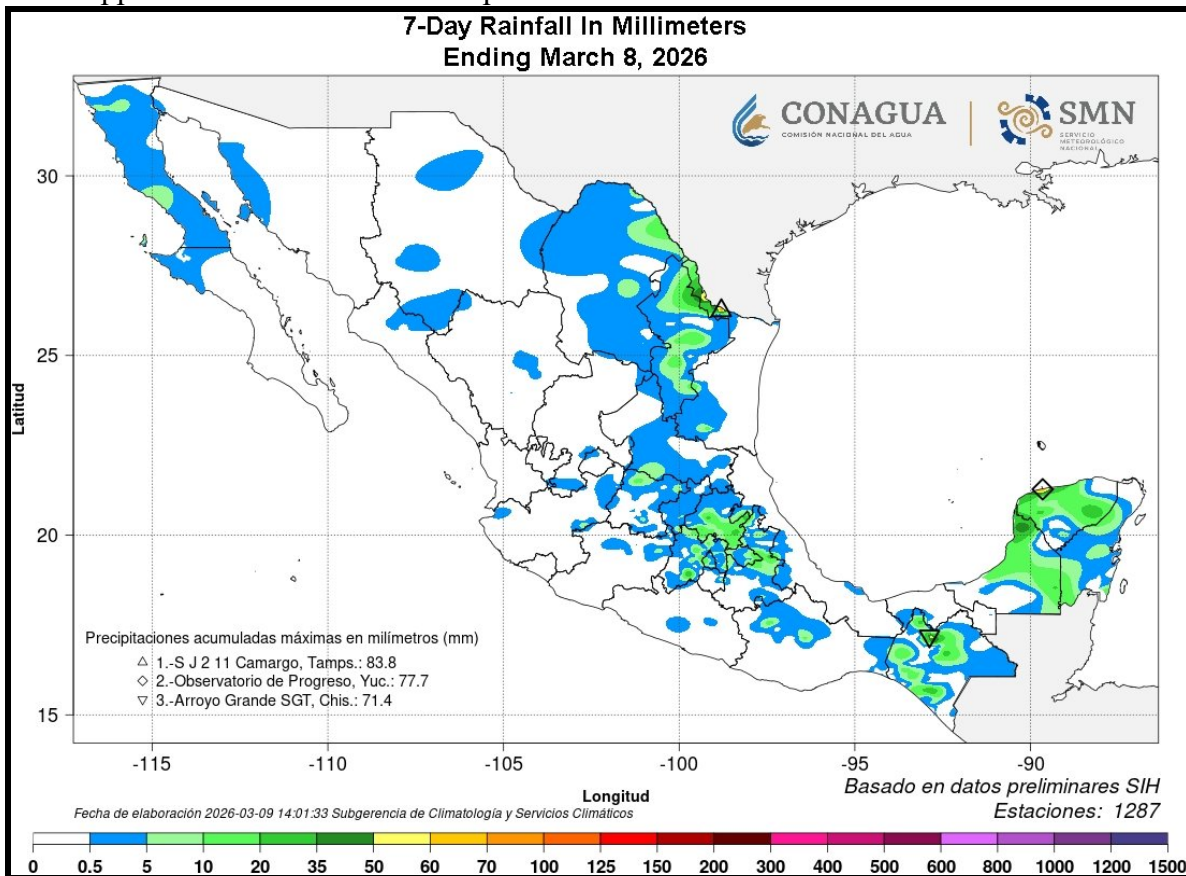 7-Day Rainfall In Millimeters
Ending March 8, 2026
CONAGUA
COMISIÓN NACIONAL DEL AGUA
SMN
SERVICIO
METEOROLÓGICO
NACIONAL
30
25
20
15
Latitud
Precipitaciones acumuladas máximas en milímetros (mm)
△ 1.-S J 2 11 Camargo, Tamps.: 83.8
◇ 2.-Observatorio de Progreso, Yuc.: 77.7
▽ 3.-Arroyo Grande SGT, Chis.: 71.4
-115 -110 -105 -100 -95 -90
Longitud
Basado en datos preliminares SIH
Fecha de elaboración 2026-03-09 14:01:33 Subgerencia de Climatología y Servicios Climáticos
Estaciones: 1287
0 0.5 5 10 20 35 50 60 70 100 125 150 200 300 400 500 600 800 1000 1200 1500